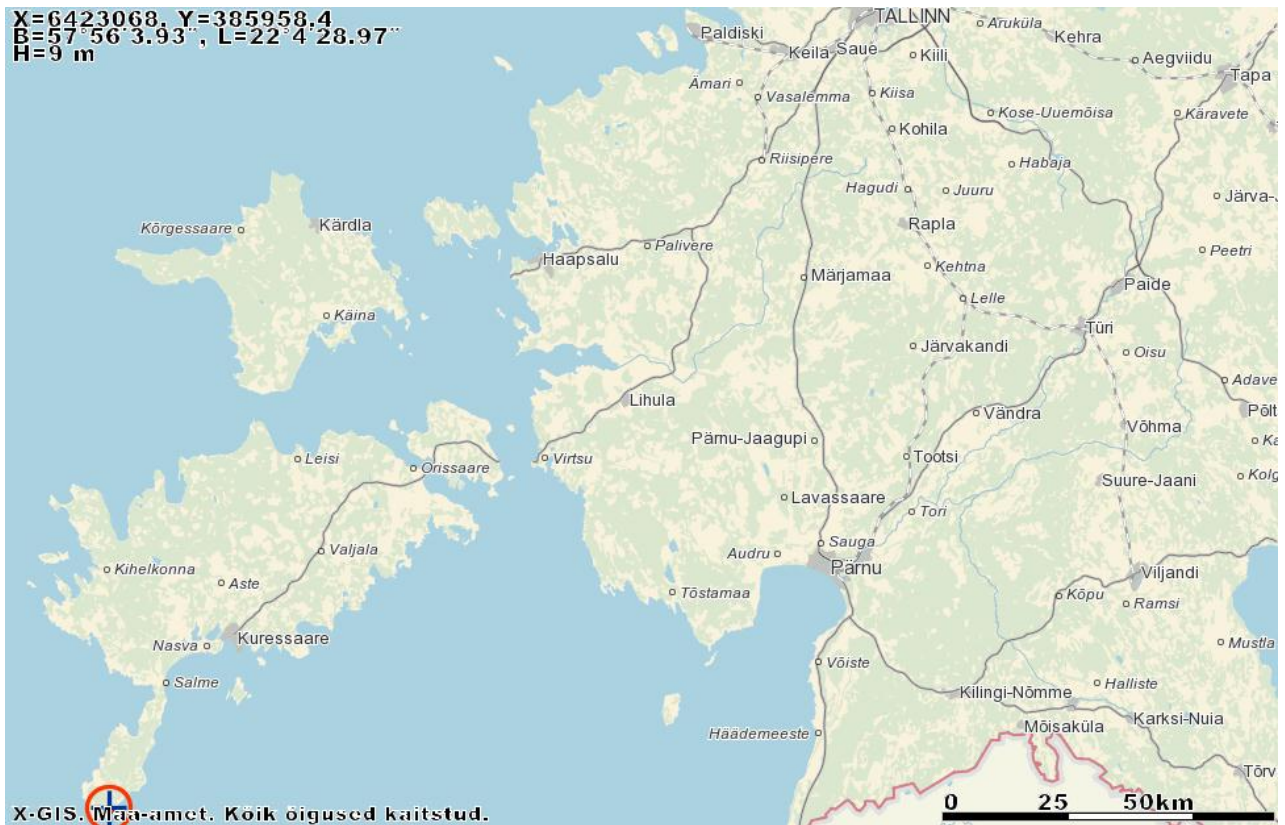 X=6423068, Y=385958.4
B=57°56'3.93", L=22°4'28.97"
H=9 m
TALLINN
Aruküla
Kehra
Paldiski
Keila
Saue
Kiili
Aegviidu
Tapa
Ämari
Vasalemma
Kiisa
Kose-Uuemõisa
Käravete
Kohila
Riisipere
Habaja
Hagudi
Juuru
Järva-J
Kõrgessaare
Kärdla
Rapla
Haapsalu
Palivere
Peetri
Kehtna
Märjamaa
Paide
Lelle
Käina
Türi
Järvakandi
Oisu
Adave
Lihula
Vändra
Põlt
Võhma
Pärnu-Jaagupi
Ka
Leisi
Orissaare
Virtsu
Tootsi
Kolg
Suure-Jaani
Lavassaare
Tori
Valjala
Audru
Sauga
Pärnu
Kihelkonna
Aste
Viljandi
Tõstamaa
Kõpu
Ramsi
Kuressaare
Nasva
Mustla
Võiste
Salme
Halliste
Kilingi-Nõmme
Mõisaküla
Karksi-Nuia
Häädemeeste
Tõrv
X-GIS. Maa-amet. Kõik õigused kaitstud.
0 25 50km